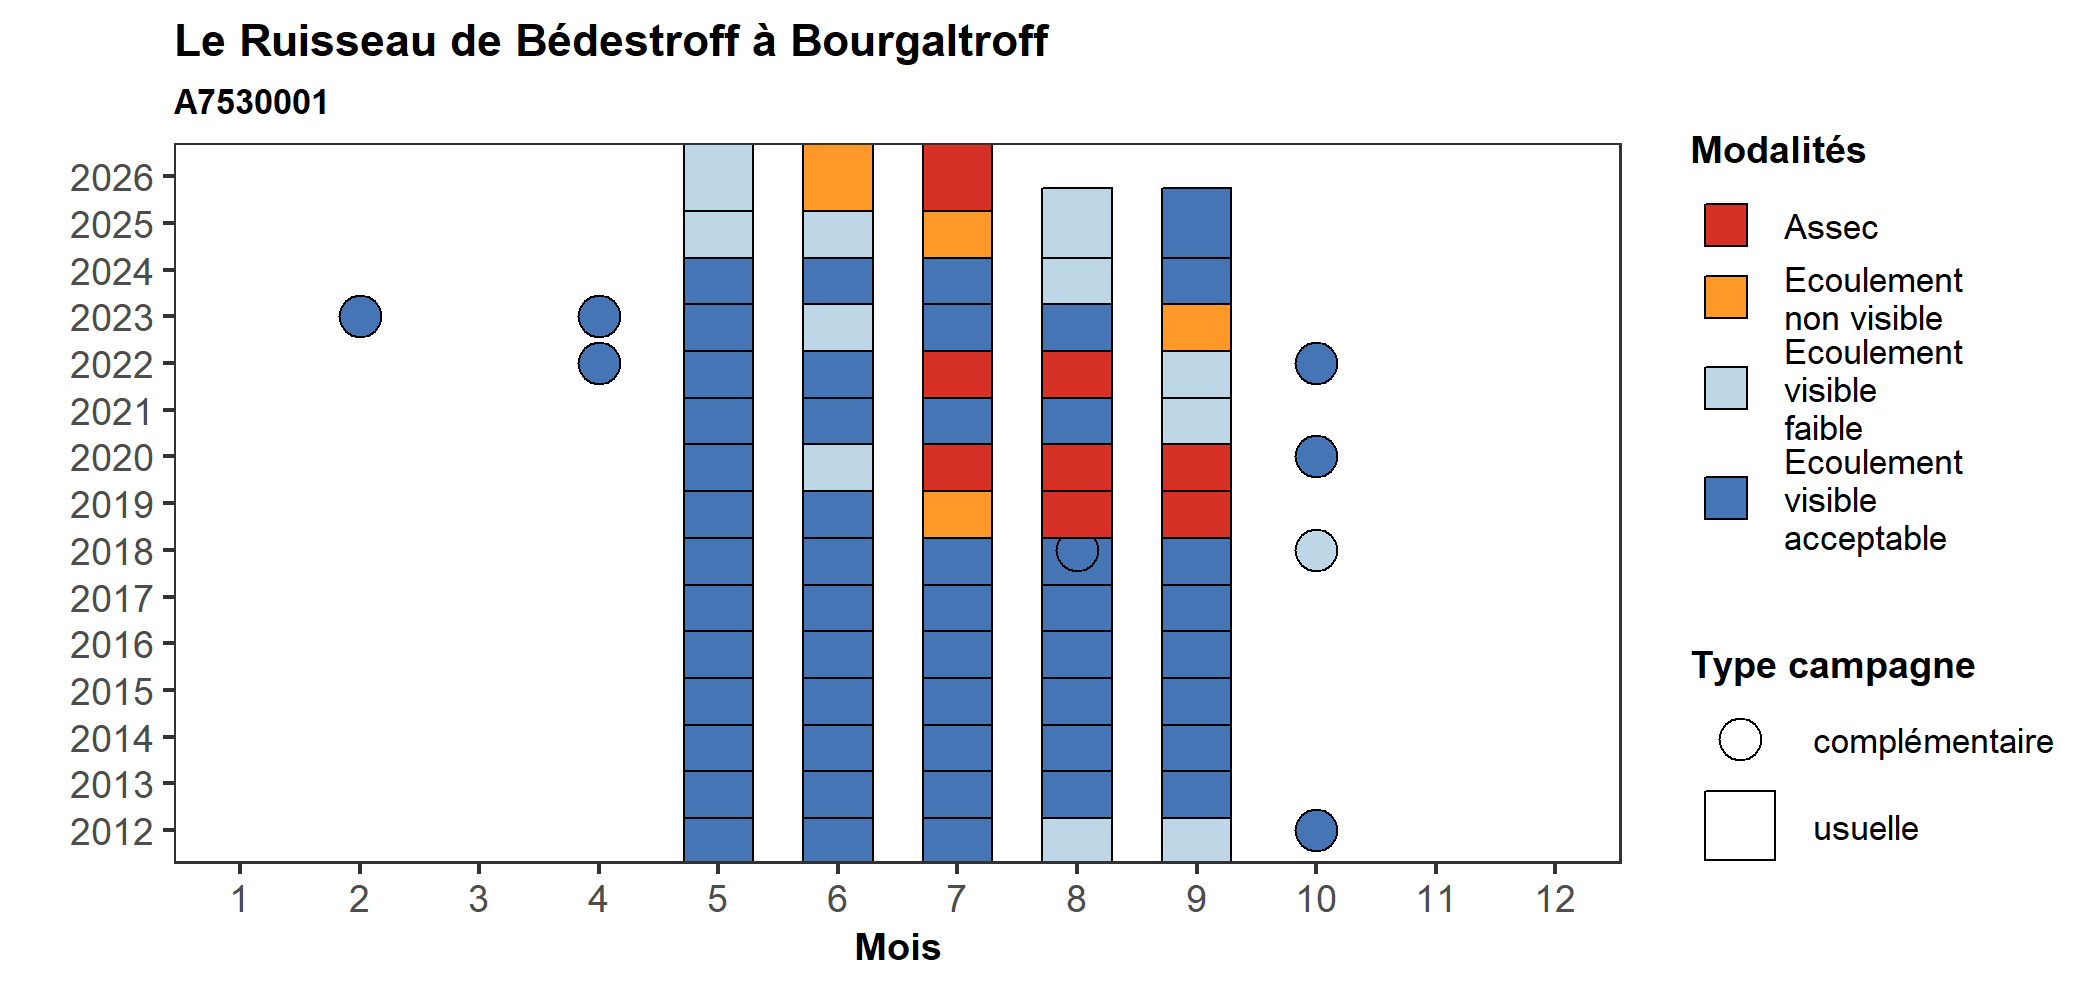 Le Ruisseau de Bédestroff à Bourgaltroff
A7530001
2026
2025
2024
2023
2022
2021
2020
2019
2018
2017
2016
2015
2014
2013
2012
1 2 3 4 5 6 7 8 9 10 11 12
Mois
Modalités
Assec
Ecoulement
non visible
Ecoulement
visible
faible
Ecoulement
visible
acceptable
Type campagne
complémentaire
usuelle